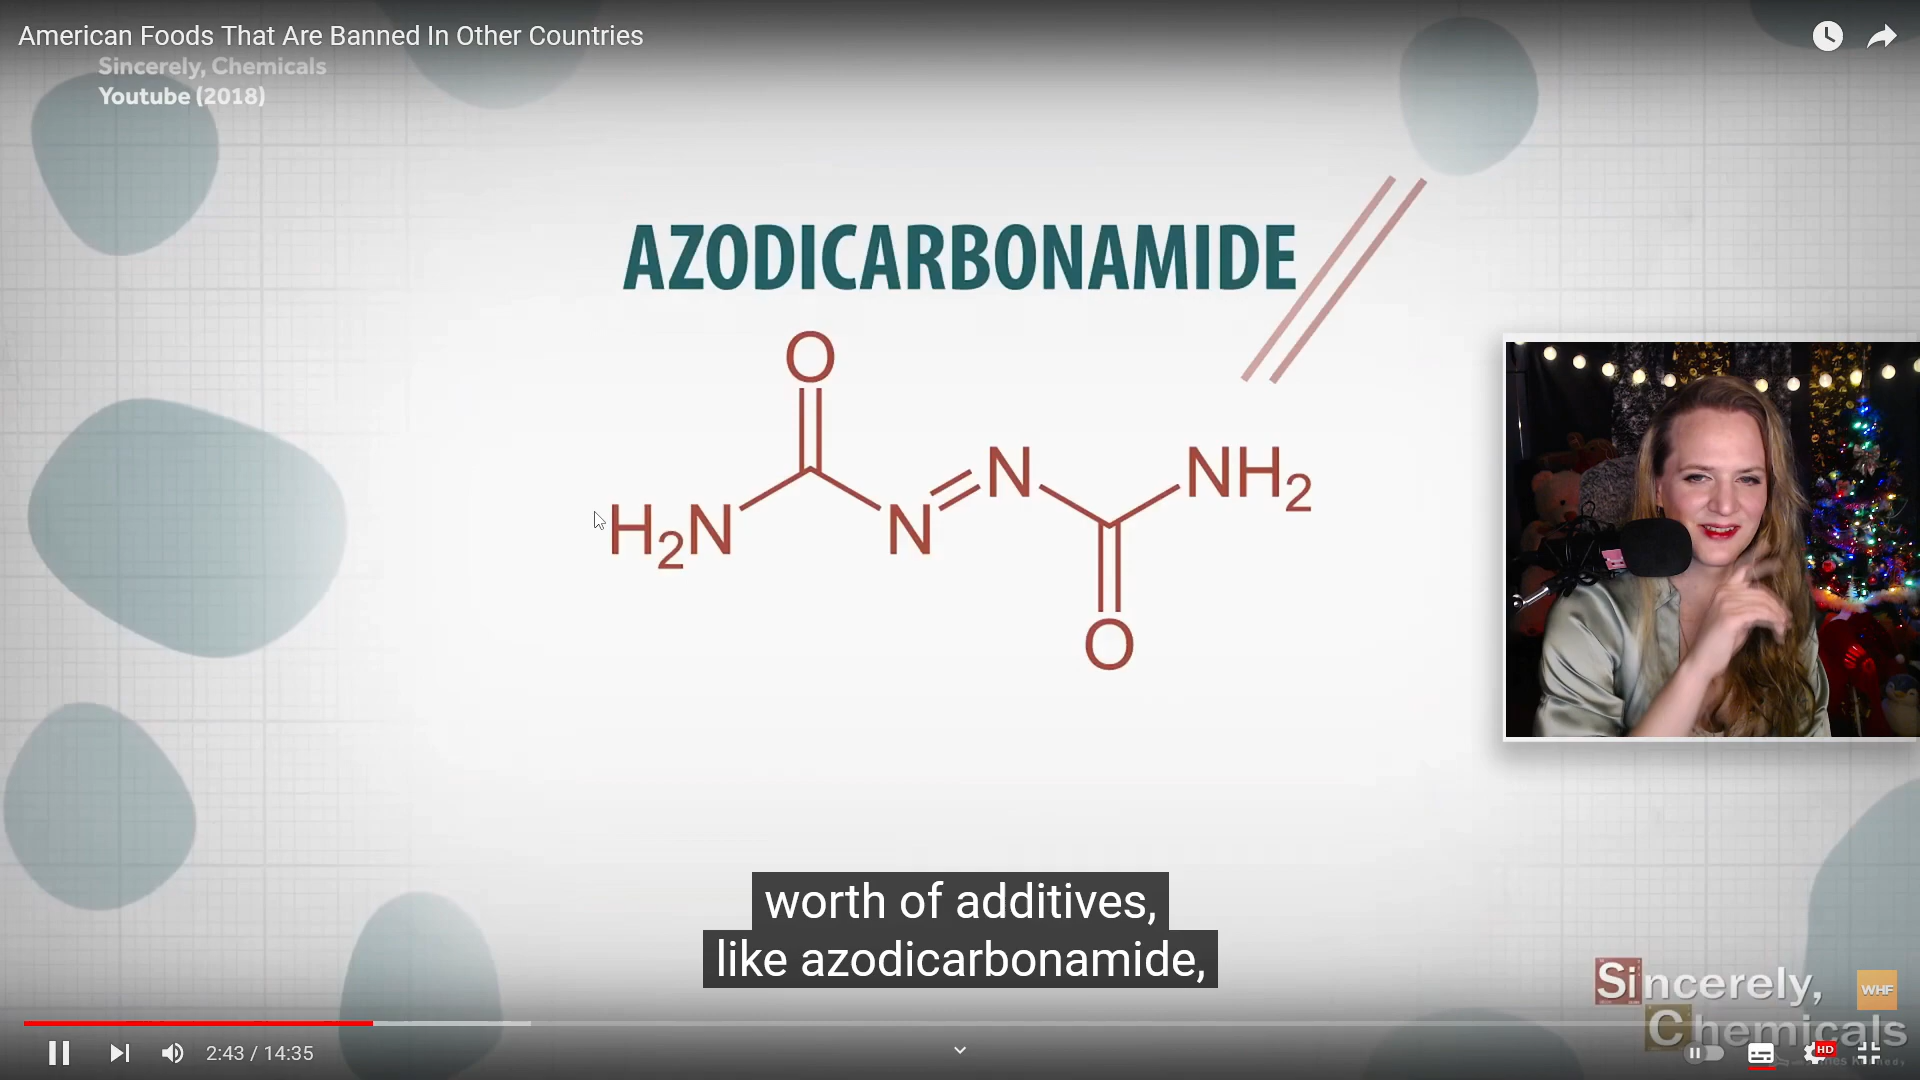 American Foods That Are Banned In Other Countries
Sincerely, Chemicals
Youtube (2018)
AZODICARBONAMIDE
O
H2N
N
N
NH2
O
worth of additives,
like azodicarbonamide,
Sincerely,
WHF
Chemicals
2:43 / 14:35
HD